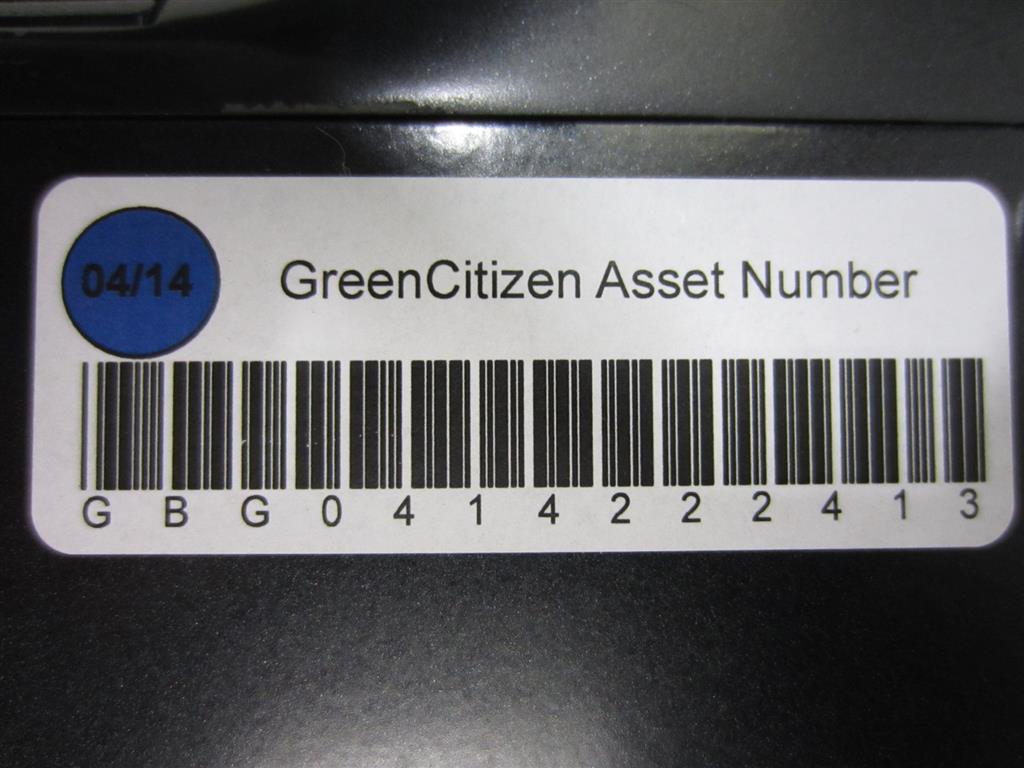 04/14
GreenCitizen Asset Number
G B G 0 4 1 4 2 2 2 4 1 3